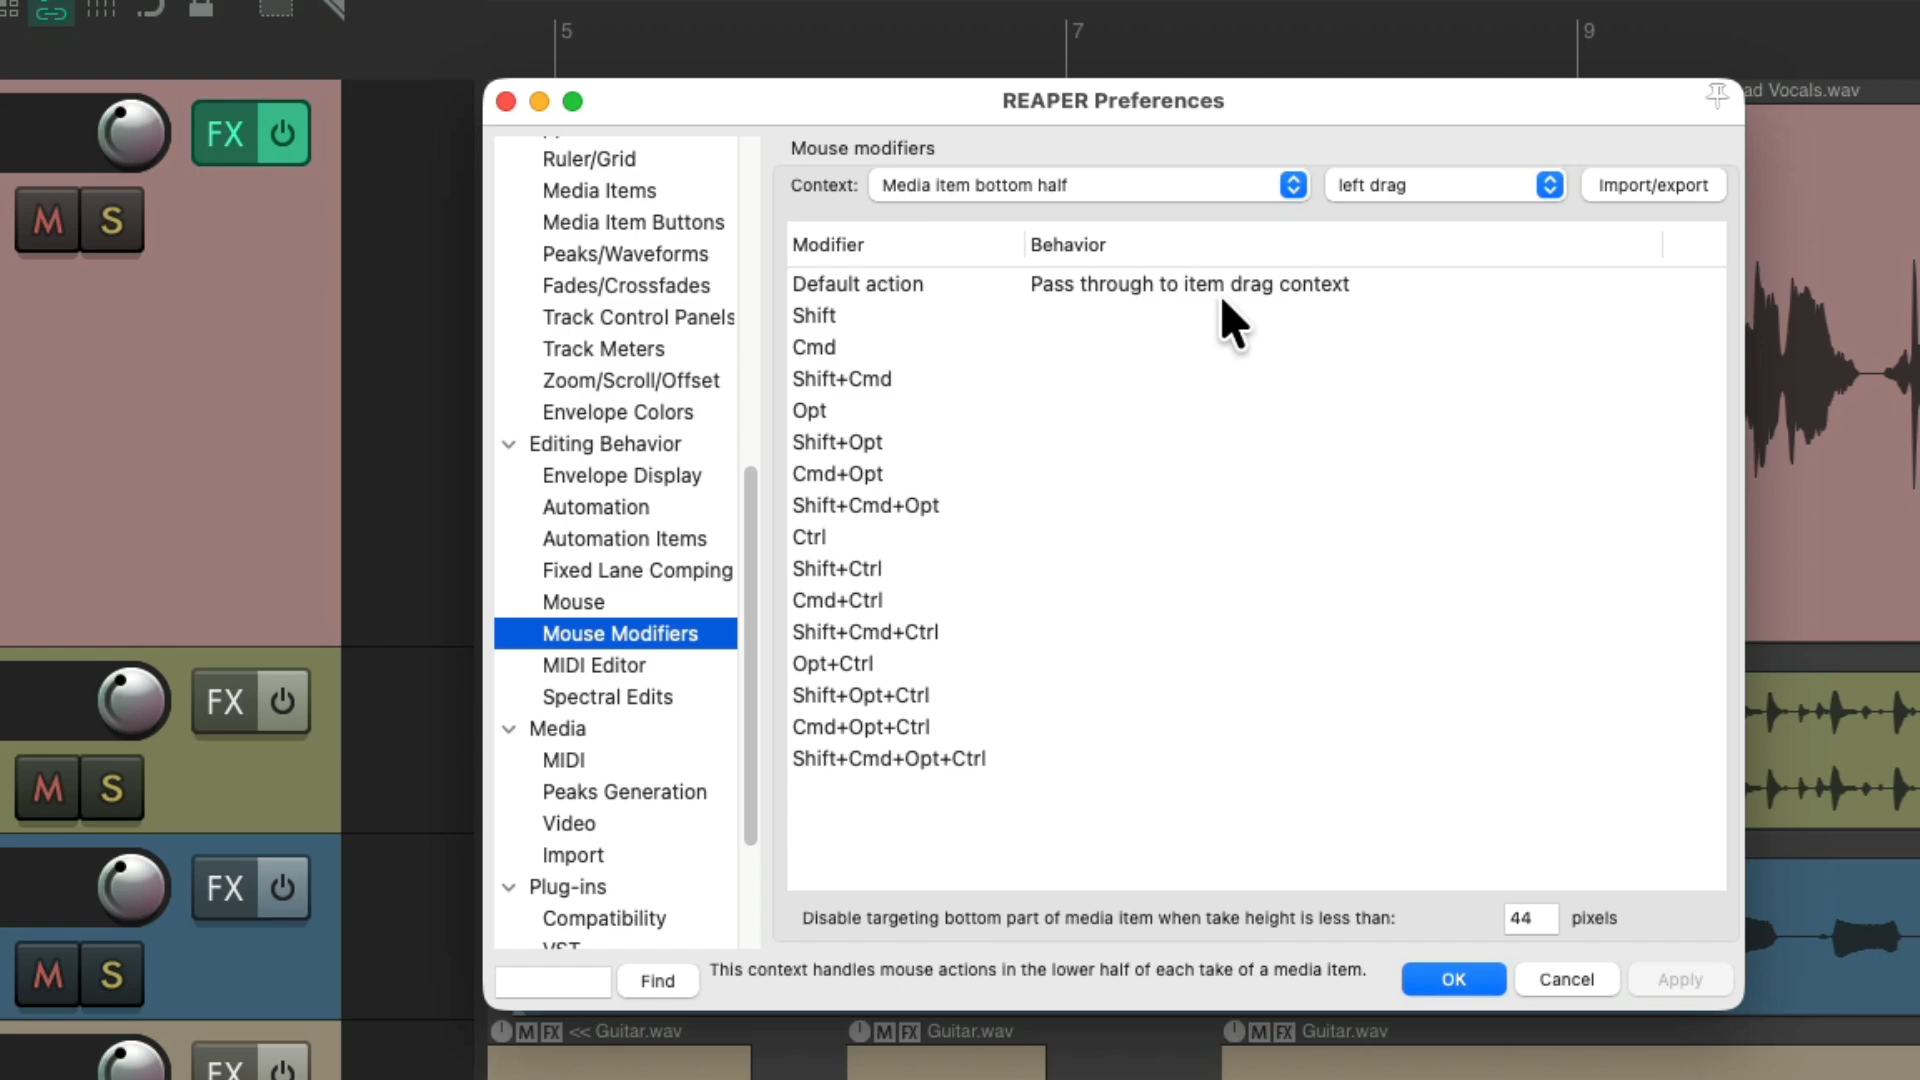 5
7
9
REAPER Preferences
ad Vocals.wav
FX
M S
Ruler/Grid
Media Items
Media Item Buttons
Peaks/Waveforms
Fades/Crossfades
Track Control Panels
Track Meters
Zoom/Scroll/Offset
Envelope Colors
Editing Behavior
Envelope Display
Automation
Automation Items
Fixed Lane Comping
Mouse
Mouse Modifiers
MIDI Editor
Spectral Edits
Media
MIDI
Peaks Generation
Video
Import
Plug-ins
Compatibility
VST
Mouse modifiers
Context: Media item bottom half left drag Import/export
Modifier Behavior
Default action Pass through to item drag context
Shift
Cmd
Shift+Cmd
Opt
Shift+Opt
Cmd+Opt
Shift+Cmd+Opt
Ctrl
Shift+Ctrl
Cmd+Ctrl
Shift+Cmd+Ctrl
Opt+Ctrl
Shift+Opt+Ctrl
Cmd+Opt+Ctrl
Shift+Cmd+Opt+Ctrl
Disable targeting bottom part of media item when take height is less than: 44 pixels
Find
This context handles mouse actions in the lower half of each take of a media item.
OK Cancel Apply
FX
M S
FX
M S
FX
M FX << Guitar.wav
M FX Guitar.wav
M FX Guitar.wav